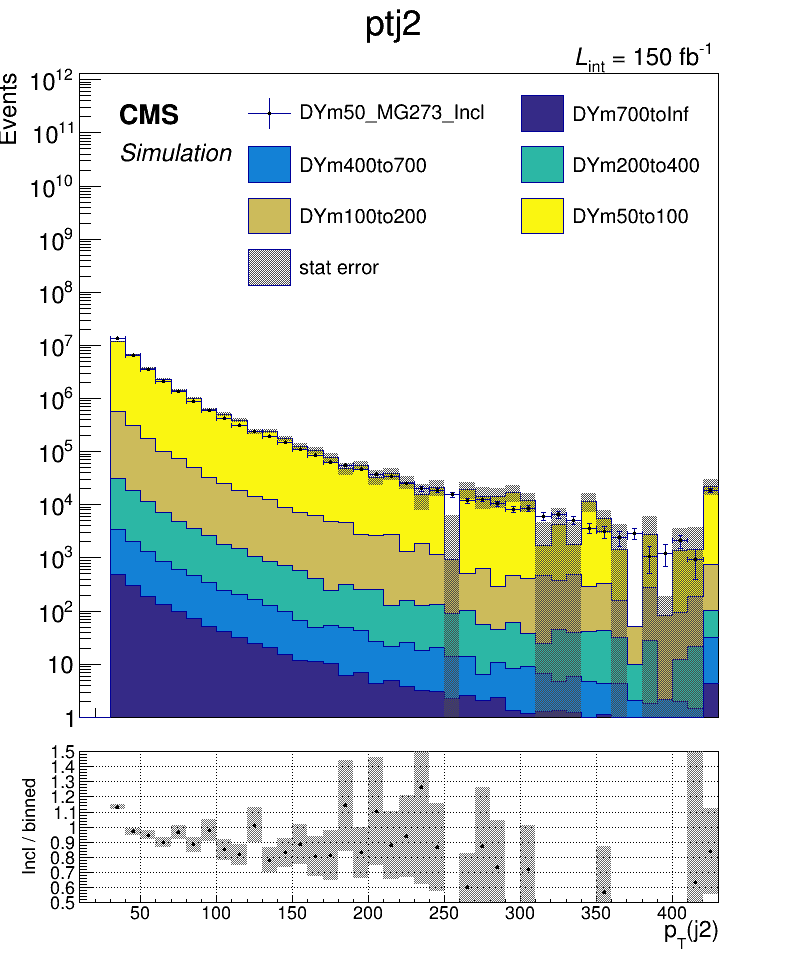 ptj2
L_int = 150 fb^-1
Events
10^12
10^11
10^10
10^9
10^8
10^7
10^6
10^5
10^4
10^3
10^2
10
1
CMS
Simulation
DYm50_MG273_Incl
DYm700toInf
DYm400to700
DYm200to400
DYm100to200
DYm50to100
stat error
Incl / binned
1.5
1.4
1.3
1.2
1.1
1
0.9
0.8
0.7
0.6
0.5
50 100 150 200 250 300 350 400
p_T(j2)